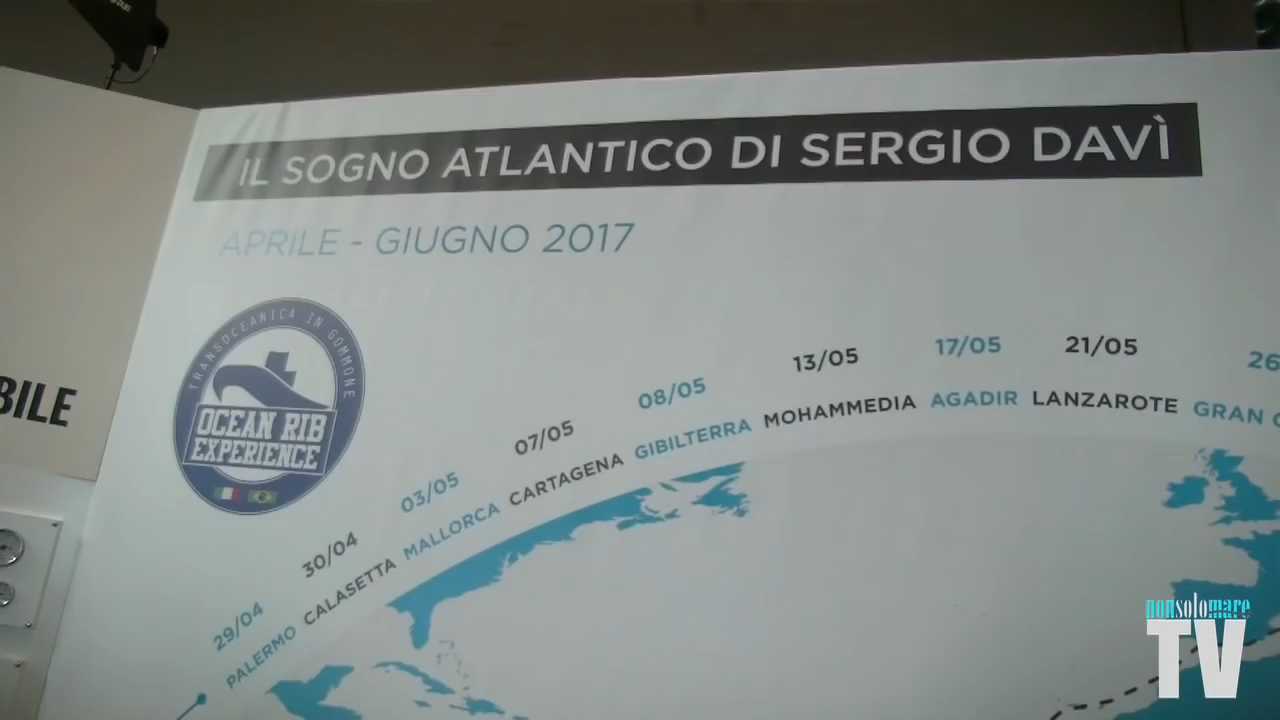 IL SOGNO ATLANTICO DI SERGIO DAVÌ
APRILE - GIUGNO 2017
TRANSOCEANICA IN GOMMONE
OCEAN RIB
EXPERIENCE
29/04
PALERMO
30/04
CALASETTA
03/05
MALLORCA
07/05
CARTAGENA
08/05
GIBILTERRA
13/05
MOHAMMEDIA
17/05
AGADIR
21/05
LANZAROTE
26
GRAN
BILE
nonsolomare
TV